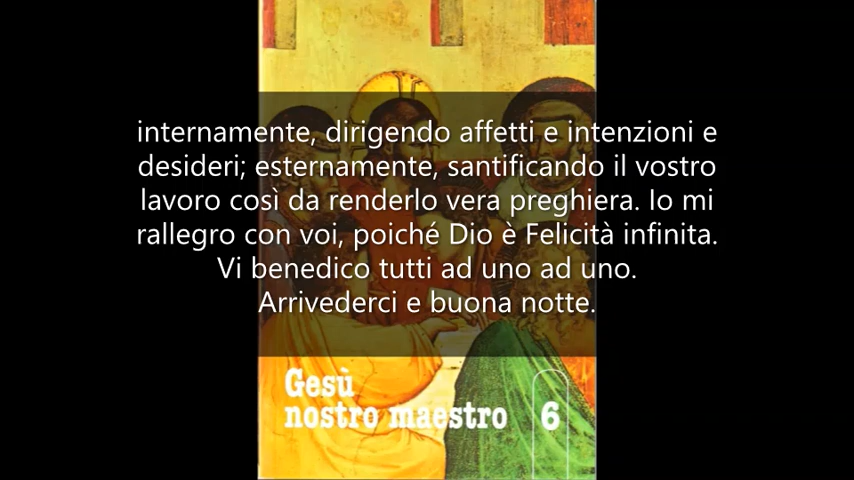 internamente, dirigendo affetti e intenzioni e
desideri; esternamente, santificando il vostro
lavoro così da renderlo vera preghiera. Io mi
rallegro con voi, poiché Dio è Felicità infinita.
Vi benedico tutti ad uno ad uno.
Arrivederci e buona notte.
Gesù
nostro maestro 6